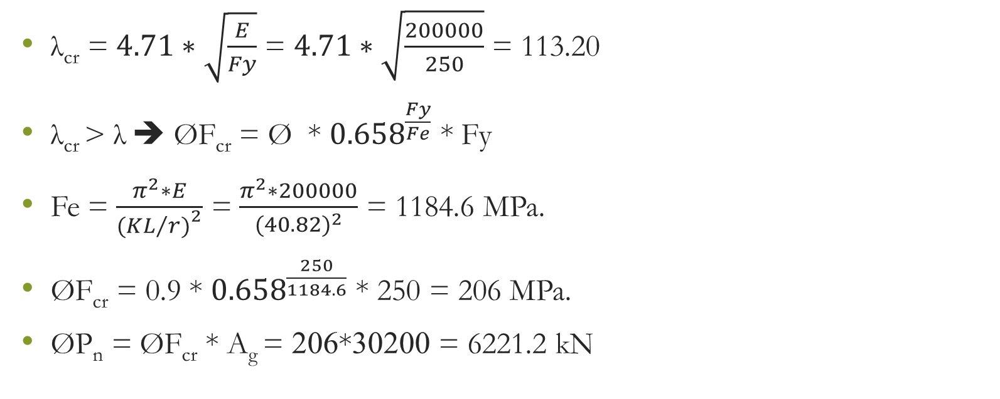 • λcr = 4.71 * √(E/Fy) = 4.71 * √(200000/250) = 113.20
• λcr > λ ➔ ØFcr = Ø * 0.658^(Fy/Fe) * Fy
• Fe = π²*E/(KL/r)² = π²*200000/(40.82)² = 1184.6 MPa.
• ØFcr = 0.9 * 0.658^(250/1184.6) * 250 = 206 MPa.
• ØPn = ØFcr * Ag = 206*30200 = 6221.2 kN